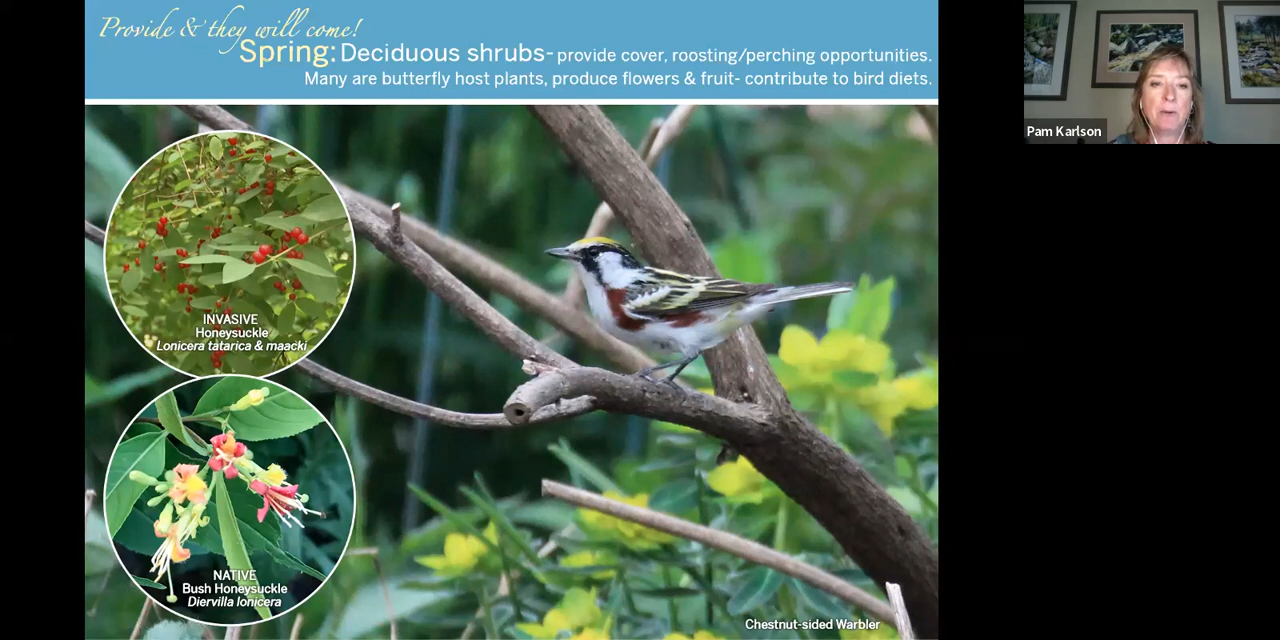 Provide & they will come!
Spring: Deciduous shrubs- provide cover, roosting/perching opportunities.
Many are butterfly host plants, produce flowers & fruit- contribute to bird diets.
Pam Karlson
INVASIVE
Honeysuckle
Lonicera tatarica & maacki
NATIVE
Bush Honeysuckle
Diervilla lonicera
Chestnut-sided Warbler